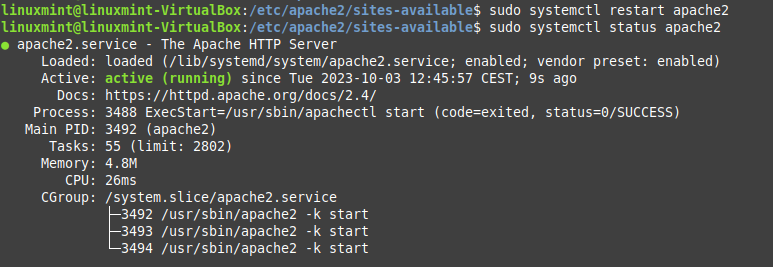 linuxmint@linuxmint-VirtualBox:/etc/apache2/sites-available$ sudo systemctl restart apache2
linuxmint@linuxmint-VirtualBox:/etc/apache2/sites-available$ sudo systemctl status apache2
● apache2.service - The Apache HTTP Server
     Loaded: loaded (/lib/systemd/system/apache2.service; enabled; vendor preset: enabled)
     Active: active (running) since Tue 2023-10-03 12:45:57 CEST; 9s ago
       Docs: https://httpd.apache.org/docs/2.4/
    Process: 3488 ExecStart=/usr/sbin/apachectl start (code=exited, status=0/SUCCESS)
   Main PID: 3492 (apache2)
      Tasks: 55 (limit: 2802)
     Memory: 4.8M
        CPU: 26ms
     CGroup: /system.slice/apache2.service
             ├─3492 /usr/sbin/apache2 -k start
             ├─3493 /usr/sbin/apache2 -k start
             └─3494 /usr/sbin/apache2 -k start